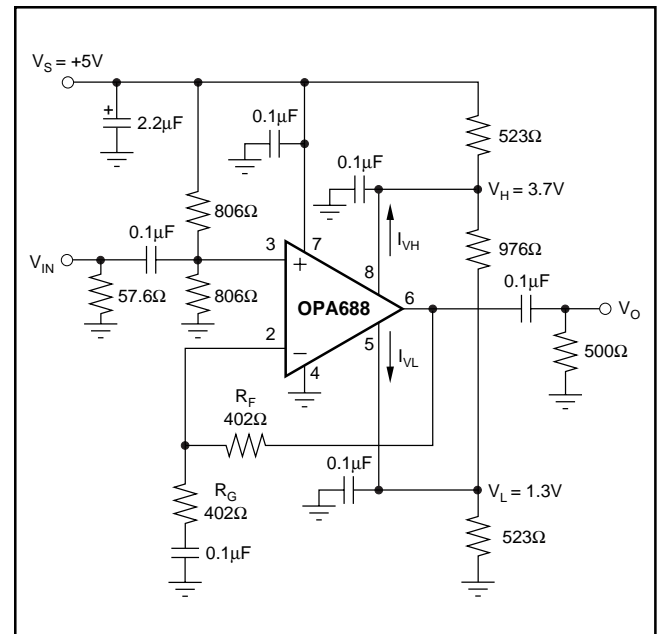 V_S = +5V
2.2µF
+
0.1µF
0.1µF
523Ω
V_H = 3.7V
806Ω
I_VH
976Ω
0.1µF
V_IN
57.6Ω
806Ω
3
7
+
8
OPA688
6
0.1µF
V_O
500Ω
2
−
4
5
I_VL
R_F
402Ω
0.1µF
V_L = 1.3V
R_G
402Ω
523Ω
0.1µF